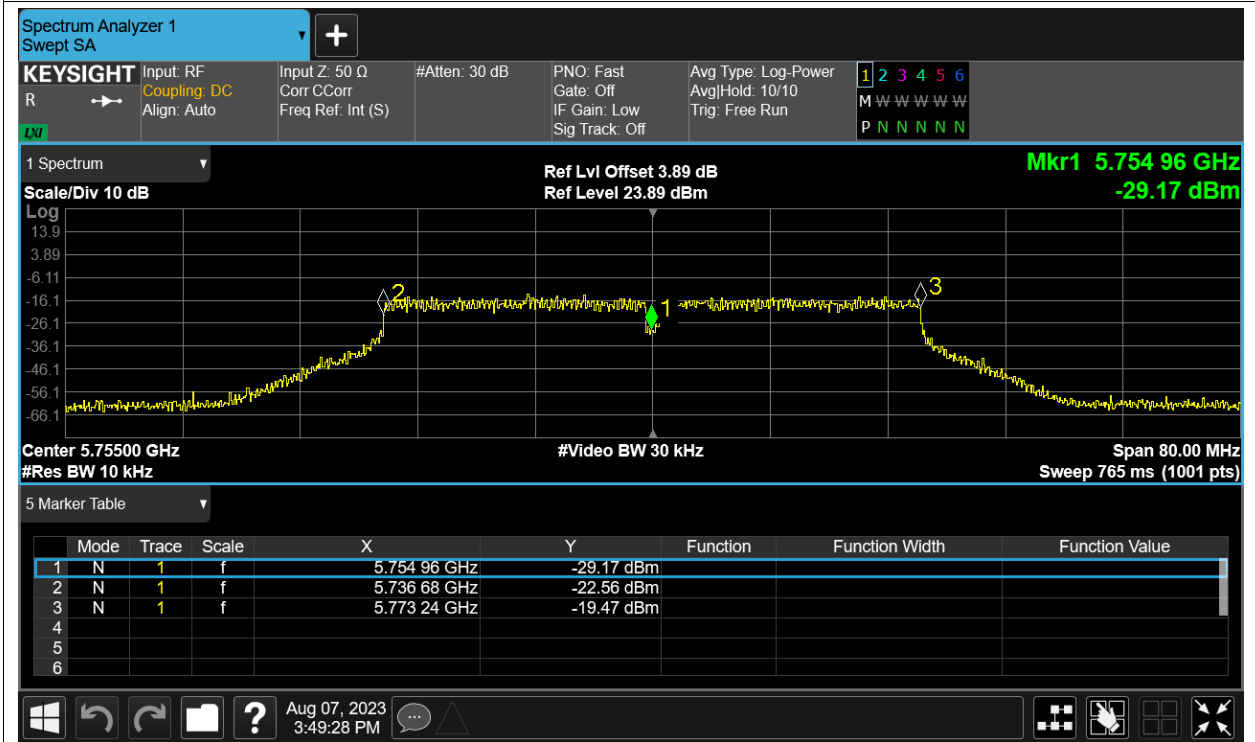 Spectrum Analyzer 1
Swept SA
KEYSIGHT
R
LXI
Input: RF
Coupling: DC
Align: Auto
Input Z: 50 Ω
Corr CCorr
Freq Ref: Int (S)
#Atten: 30 dB
PNO: Fast
Gate: Off
IF Gain: Low
Sig Track: Off
Avg Type: Log-Power
Avg|Hold: 10/10
Trig: Free Run
1 2 3 4 5 6
M W W W W W
P N N N N N
1 Spectrum
Scale/Div 10 dB
Ref Lvl Offset 3.89 dB
Ref Level 23.89 dBm
Mkr1 5.754 96 GHz
-29.17 dBm
Log
13.9
3.89
-6.11
-16.1
-26.1
-36.1
-46.1
-56.1
-66.1
2
1
3
Center 5.75500 GHz
#Res BW 10 kHz
#Video BW 30 kHz
Span 80.00 MHz
Sweep 765 ms (1001 pts)
5 Marker Table
Mode Trace Scale X Y Function Function Width Function Value
1 N 1 f 5.754 96 GHz -29.17 dBm
2 N 1 f 5.736 68 GHz -22.56 dBm
3 N 1 f 5.773 24 GHz -19.47 dBm
4
5
6
?
Aug 07, 2023
3:49:28 PM